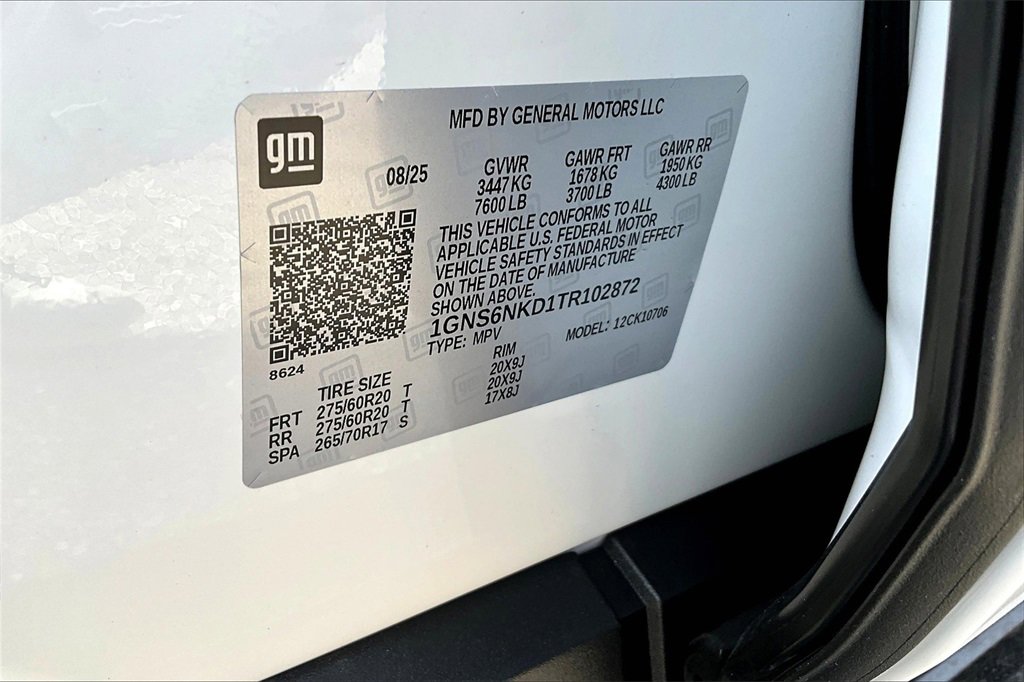 MFD BY GENERAL MOTORS LLC
gm
08/25
GVWR GAWR FRT GAWR RR
3447 KG 1678 KG 1950 KG
7600 LB 3700 LB 4300 LB
THIS VEHICLE CONFORMS TO ALL
APPLICABLE U.S. FEDERAL MOTOR
VEHICLE SAFETY STANDARDS IN EFFECT
ON THE DATE OF MANUFACTURE
SHOWN ABOVE.
1GNS6NKD1TR102872
TYPE: MPV MODEL: 12CK10706
8624
TIRE SIZE RIM
FRT 275/60R20 T 20X9J
RR 275/60R20 T 20X9J
SPA 265/70R17 S 17X8J